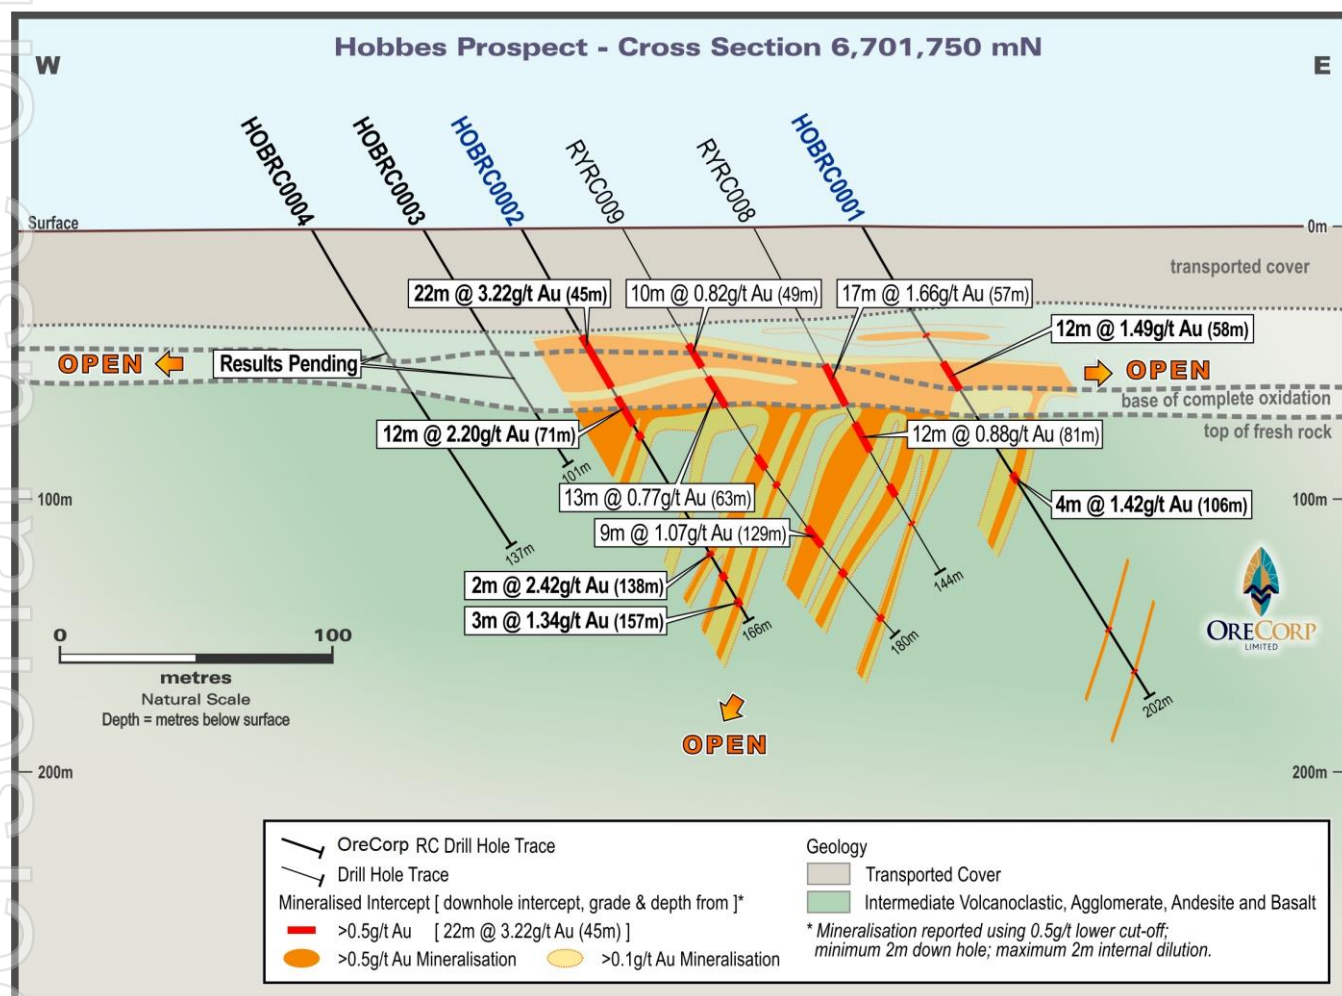 Hobbes Prospect - Cross Section 6,701,750 mN
W
E
HOBRC0004
HOBRC0003
HOBRC0002
RYRC009
RYRC008
HOBRC0001
Surface
0m
transported cover
22m @ 3.22g/t Au (45m)
10m @ 0.82g/t Au (49m)
17m @ 1.66g/t Au (57m)
12m @ 1.49g/t Au (58m)
OPEN
Results Pending
OPEN
base of complete oxidation
top of fresh rock
12m @ 2.20g/t Au (71m)
12m @ 0.88g/t Au (81m)
101m
13m @ 0.77g/t Au (63m)
100m
4m @ 1.42g/t Au (106m)
100m
9m @ 1.07g/t Au (129m)
137m
2m @ 2.42g/t Au (138m)
144m
3m @ 1.34g/t Au (157m)
166m
180m
202m
ORECORP
LIMITED
0 100
metres
Natural Scale
Depth = metres below surface
OPEN
200m
200m
OreCorp RC Drill Hole Trace
Drill Hole Trace
Mineralised Intercept [ downhole intercept, grade & depth from ]*
>0.5g/t Au [ 22m @ 3.22g/t Au (45m) ]
>0.5g/t Au Mineralisation >0.1g/t Au Mineralisation
Geology
Transported Cover
Intermediate Volcanoclastic, Agglomerate, Andesite and Basalt
* Mineralisation reported using 0.5g/t lower cut-off;
minimum 2m down hole; maximum 2m internal dilution.